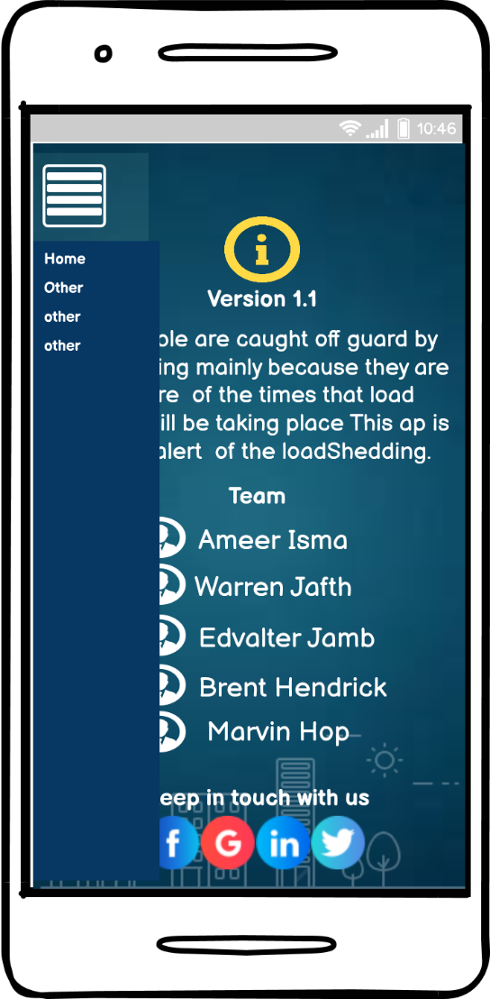 10:46
Home
Other
other
other
i
Version 1.1
ple are caught off guard by
ing mainly because they are
re of the times that load
ill be taking place This ap is
alert of the loadShedding.
Team
Ameer Isma
Warren Jafth
Edvalter Jamb
Brent Hendrick
Marvin Hop
eep in touch with us
f G in